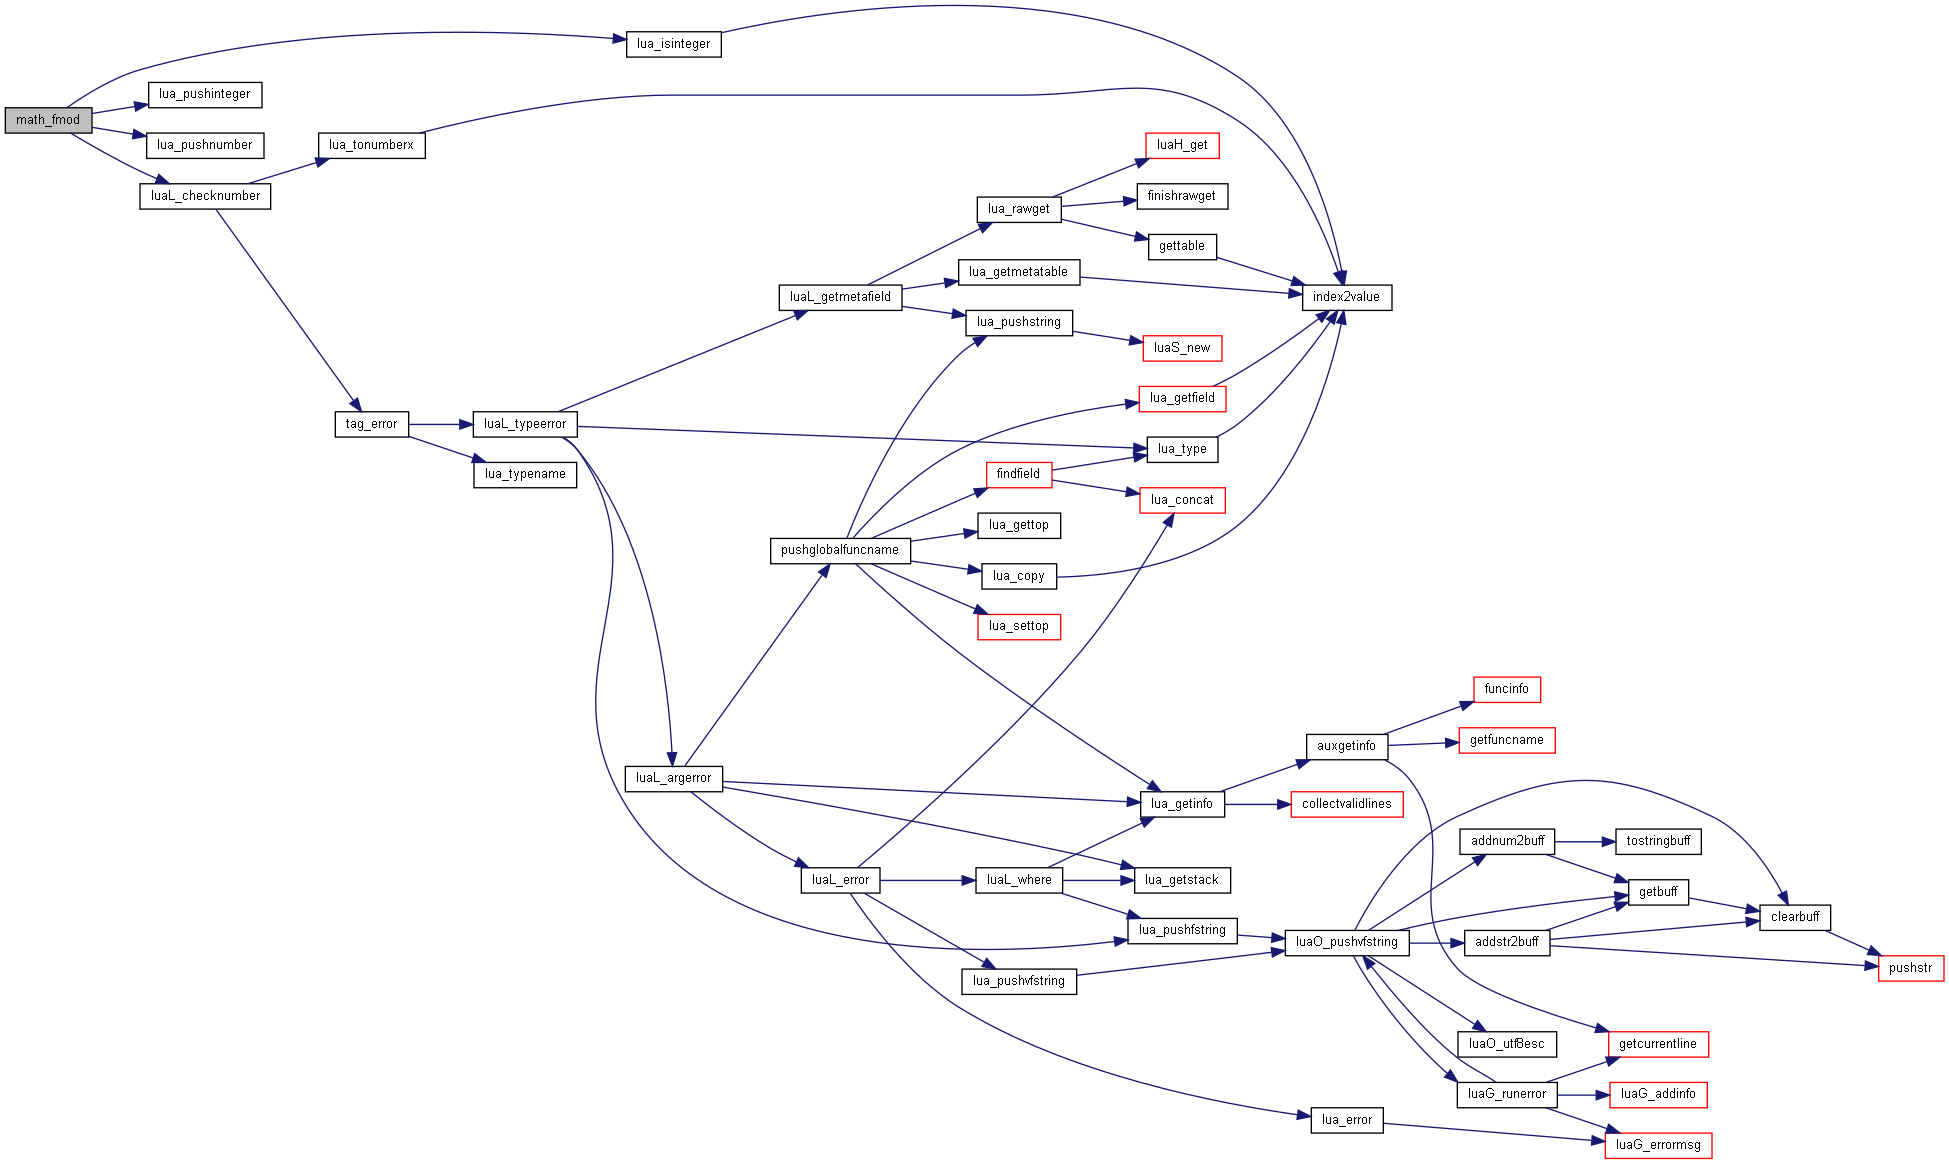 lua_isinteger
lua_pushinteger
math_fmod
lua_pushnumber
lua_tonumberx
luaL_checknumber
luaH_get
finishrawget
lua_rawget
gettable
lua_getmetatable
luaL_getmetafield
index2value
lua_pushstring
luaS_new
lua_getfield
tag_error
luaL_typeerror
lua_type
lua_typename
findfield
lua_concat
lua_gettop
pushglobalfuncname
lua_copy
lua_settop
funcinfo
getfuncname
auxgetinfo
luaL_argerror
lua_getinfo
collectvalidlines
addnum2buff
tostringbuff
luaL_error
luaL_where
lua_getstack
getbuff
clearbuff
lua_pushfstring
luaO_pushvfstring
addstr2buff
pushstr
lua_pushvfstring
luaO_utf8esc
getcurrentline
luaG_runerror
luaG_addinfo
lua_error
luaG_errormsg